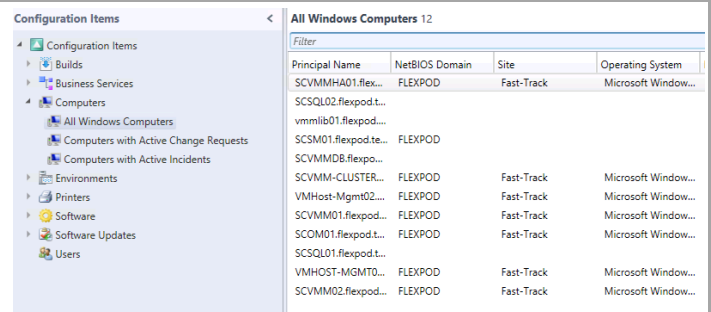 Configuration Items <
Configuration Items
Builds
Business Services
Computers
All Windows Computers
Computers with Active Change Requests
Computers with Active Incidents
Environments
Printers
Software
Software Updates
Users
All Windows Computers 12
Filter
Principal Name NetBIOS Domain Site Operating System
SCVMMHA01.flex... FLEXPOD Fast-Track Microsoft Window...
SCSQL02.flexpod.t...
vmmlib01.flexpod....
SCSM01.flexpod.te... FLEXPOD
SCVMMDB.flexpo...
SCVMM-CLUSTER... FLEXPOD Fast-Track Microsoft Window...
VMHost-Mgmt02.... FLEXPOD Fast-Track Microsoft Window...
SCVMM01.flexpod... FLEXPOD Fast-Track Microsoft Window...
SCOM01.flexpod.t... FLEXPOD Fast-Track Microsoft Window...
SCSQL01.flexpod.t...
VMHOST-MGMT0... FLEXPOD Fast-Track Microsoft Window...
SCVMM02.flexpod... FLEXPOD Fast-Track Microsoft Window...